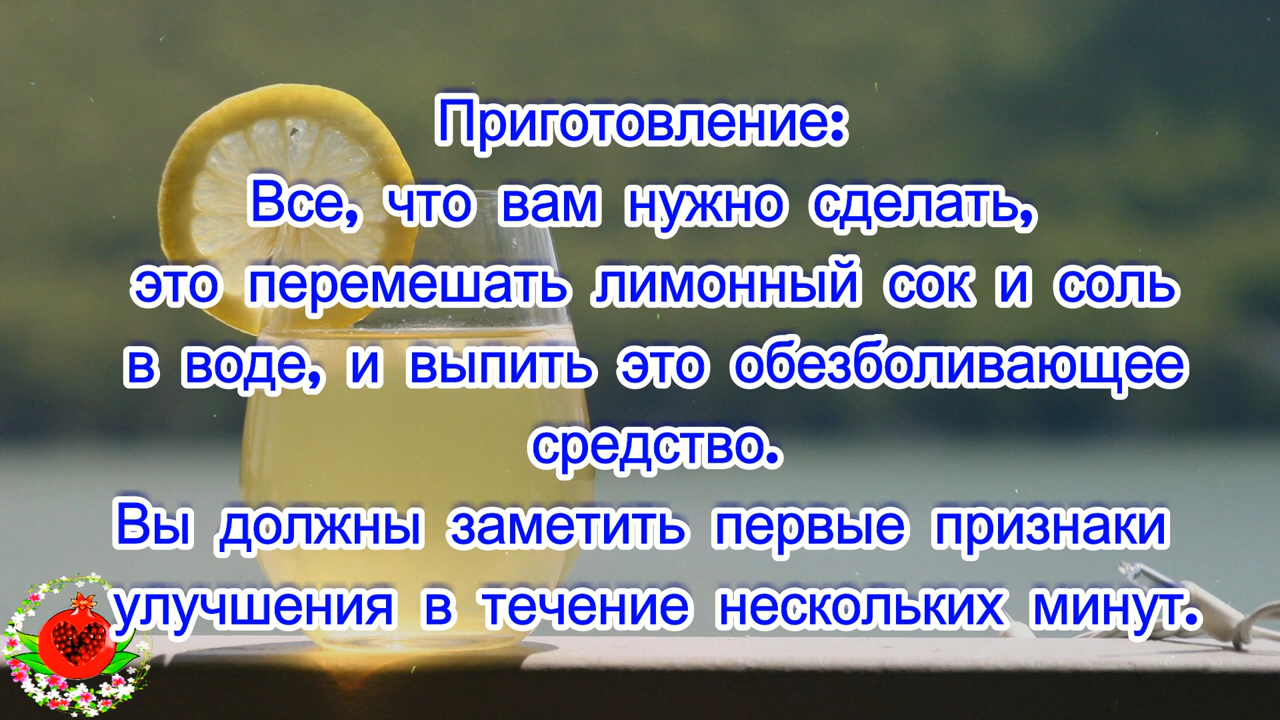 Приготовление:
Все, что вам нужно сделать,
это перемешать лимонный сок и соль
в воде, и выпить это обезболивающее
средство.
Вы должны заметить первые признаки
улучшения в течение нескольких минут.